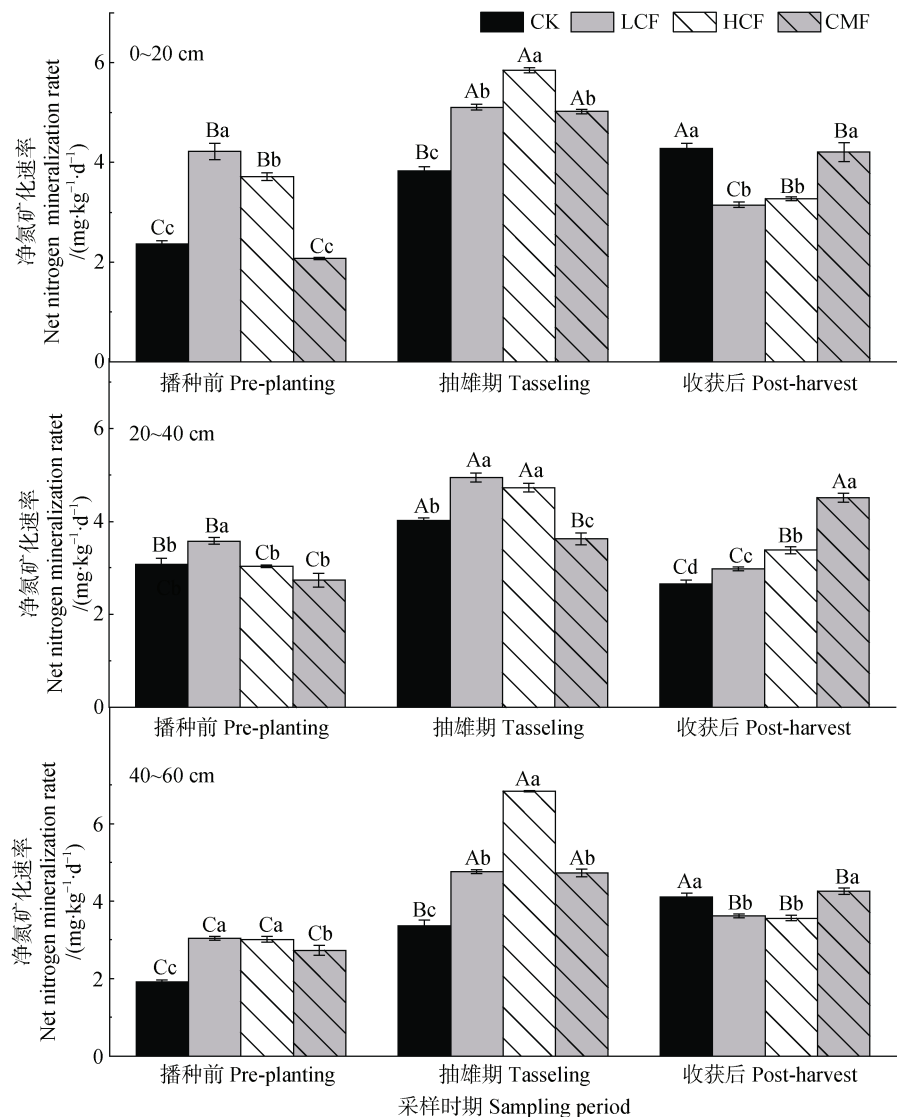 CK LCF HCF CMF
0~20 cm
净氮矿化速率
Net nitrogen mineralization ratet
/(mg·kg⁻¹·d⁻¹)
6
4
2
0
Cc Ba Bb Cc
Bc Ab Aa Ab
Aa Cb Bb Ba
播种前 Pre-planting 抽雄期 Tasseling 收获后 Post-harvest
20~40 cm
净氮矿化速率
Net nitrogen mineralization ratet
/(mg·kg⁻¹·d⁻¹)
6
4
2
0
Bb Ba Cb Cb
Ab Aa Aa Bc
Cd Cc Bb Aa
播种前 Pre-planting 抽雄期 Tasseling 收获后 Post-harvest
40~60 cm
净氮矿化速率
Net nitrogen mineralization ratet
/(mg·kg⁻¹·d⁻¹)
6
4
2
0
Cc Ca Ca Cb
Bc Ab Aa Ab
Aa Bb Bb Ba
播种前 Pre-planting 抽雄期 Tasseling 收获后 Post-harvest
采样时期 Sampling period